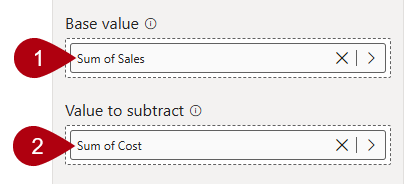 Base value
1
Sum of Sales
Value to subtract
2
Sum of Cost